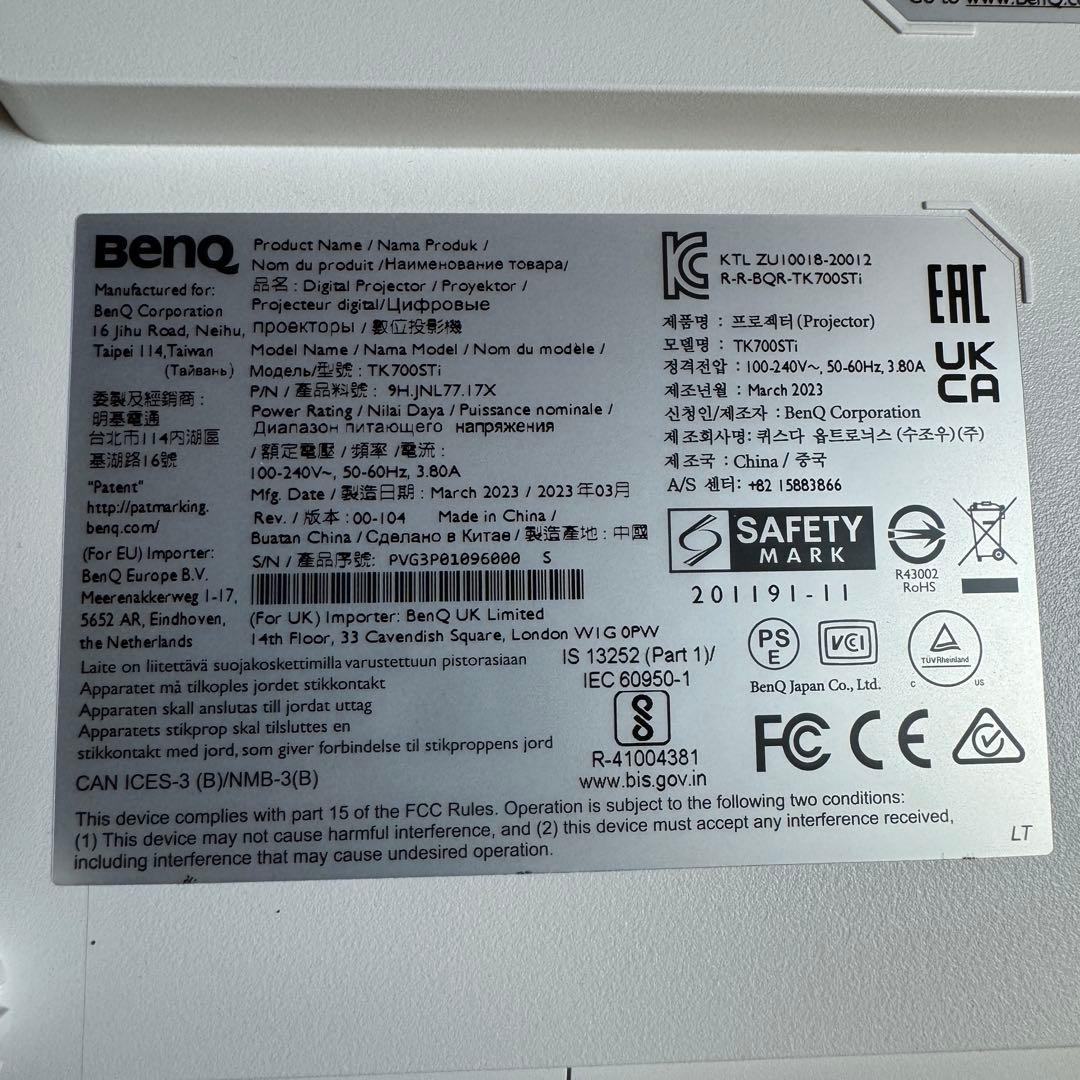 Go to www.BenQ.co
BenQ
Manufactured for:
BenQ Corporation
16 Jihu Road, Neihu,
Taipei 114,Taiwan
(Тайвань)
委製及經銷商：
明基電通
台北市114內湖區
基湖路16號
"Patent"
http://patmarking.
benq.com/
(For EU) Importer:
BenQ Europe B.V.
Meerenakkerweg 1-17,
5652 AR, Eindhoven,
the Netherlands
Product Name / Nama Produk /
Nom du produit /Наименование товара/
品名 : Digital Projector / Proyektor /
Projecteur digital/Цифровые
проекторы / 數位投影機
Model Name / Nama Model / Nom du modèle /
Модель/型號 : TK700STi
P/N / 產品料號 : 9H.JNL77.17X
Power Rating / Nilai Daya / Puissance nominale /
Диапазон питающего напряжения
/ 額定電壓 / 頻率 /電流 :
100-240V~, 50-60Hz, 3.80A
Mfg. Date / 製造日期 : March 2023 / 2023年03月
Rev. / 版本 : 00-104 Made in China /
Buatan China / Сделано в Китае / 製造產地 : 中國
S/N / 產品序號: PVG3P01096000 S
(For UK) Importer: BenQ UK Limited
14th Floor, 33 Cavendish Square, London W1G 0PW
KTL ZU10018-20012
R-R-BQR-TK700STi
제품명 : 프로젝터(Projector)
모델명 : TK700STi
정격전압 : 100-240V~, 50-60Hz, 3.80A
제조년월 : March 2023
신청인/제조자 : BenQ Corporation
제조회사명: 퀴스다 옵트로닉스 (수조우)(주)
제조국 : China / 중국
A/S 센터: +82 15883866
EAC
UK
CA
SAFETY
MARK
201191-11
R43002
RoHS
PS
E
VCI
BenQ Japan Co., Ltd.
TÜVRheinland
C US
Laite on liitettävä suojakoskettimilla varustettuun pistorasiaan
Apparatet må tilkoples jordet stikkontakt
Apparaten skall anslutas till jordat uttag
Apparatets stikprop skal tilsluttes en
stikkontakt med jord, som giver forbindelse til stikproppens jord
IS 13252 (Part 1)/
IEC 60950-1
R-41004381
www.bis.gov.in
FC CE
CAN ICES-3 (B)/NMB-3(B)
This device complies with part 15 of the FCC Rules. Operation is subject to the following two conditions:
(1) This device may not cause harmful interference, and (2) this device must accept any interference received,
including interference that may cause undesired operation.
LT